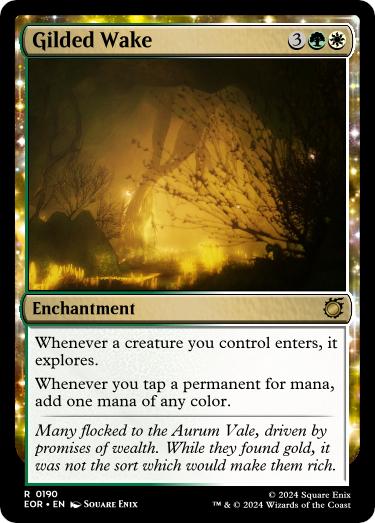 Gilded Wake 3
Enchantment
Whenever a creature you control enters, it
explores.
Whenever you tap a permanent for mana,
add one mana of any color.
Many flocked to the Aurum Vale, driven by
promises of wealth. While they found gold, it
was not the sort which would make them rich.
R 0190
EOR • EN SQUARE ENIX
© 2024 Square Enix
™ & © 2024 Wizards of the Coast